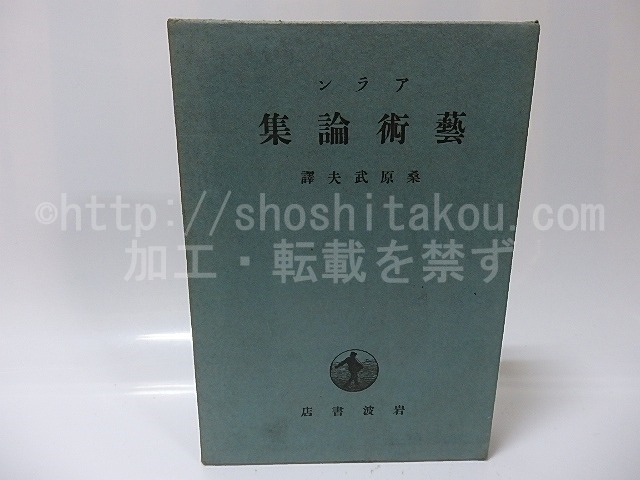 ンラア
集論術藝
譯夫武原桑
©http://shoshitakou.com/
加工・転載を禁ず
店書波岩